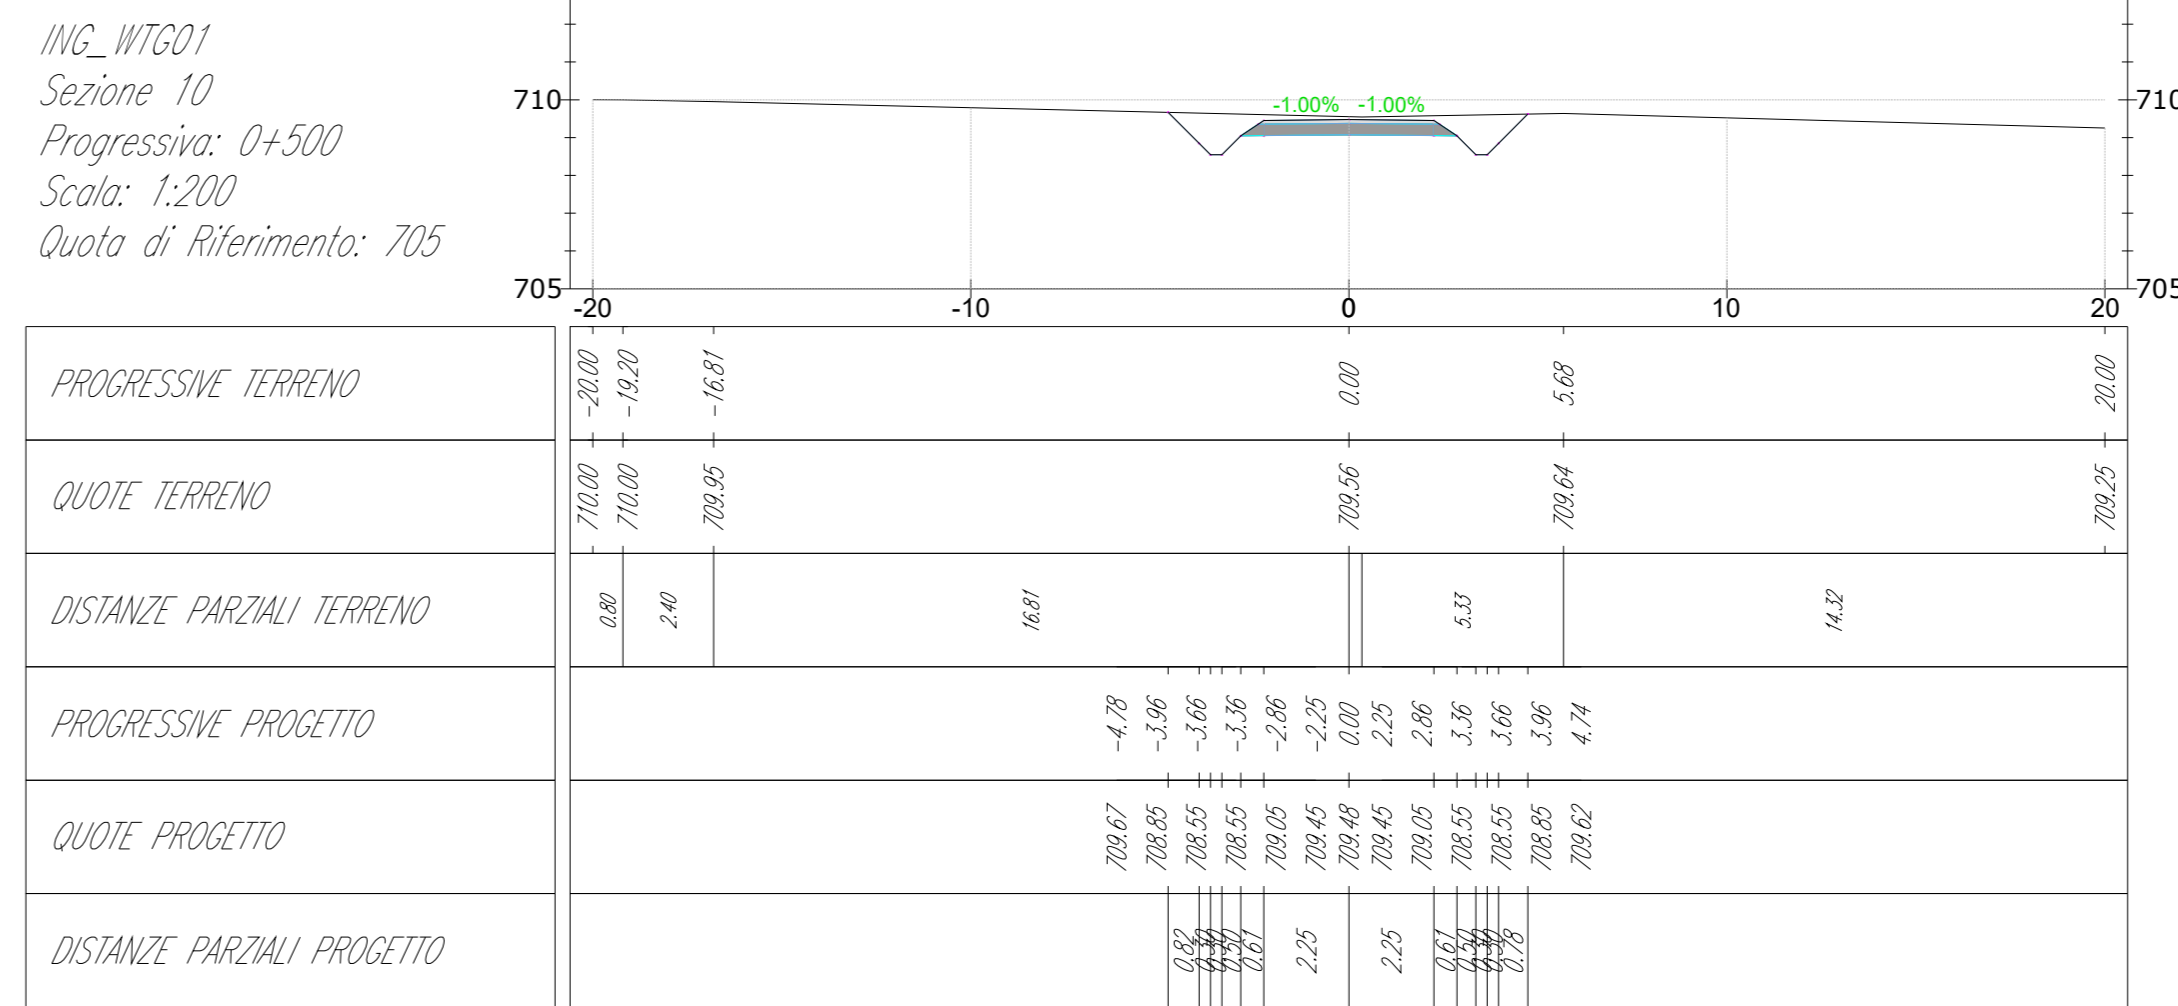 ING_WTG01
Sezione 10
Progressiva: 0+500
Scala: 1:200
Quota di Riferimento: 705
710 -1.00% -1.00% 710
705 705
-20 -10 0 10 20
PROGRESSIVE TERRENO -20.00 -19.20 -16.81 0.00 5.68 20.00
QUOTE TERRENO 710.00 710.00 709.95 709.56 709.64 709.25
DISTANZE PARZIALI TERRENO 0.80 2.40 16.81 5.33 14.32
PROGRESSIVE PROGETTO -4.78 -3.96 -3.66 -3.36 -2.86 -2.25 0.00 2.25 2.86 3.36 3.66 3.96 4.74
QUOTE PROGETTO 709.67 708.85 708.55 708.55 709.05 709.45 709.48 709.45 709.05 708.55 708.55 708.85 709.62
DISTANZE PARZIALI PROGETTO 0.82 0.50 0.61 2.25 2.25 0.61 0.50 0.78